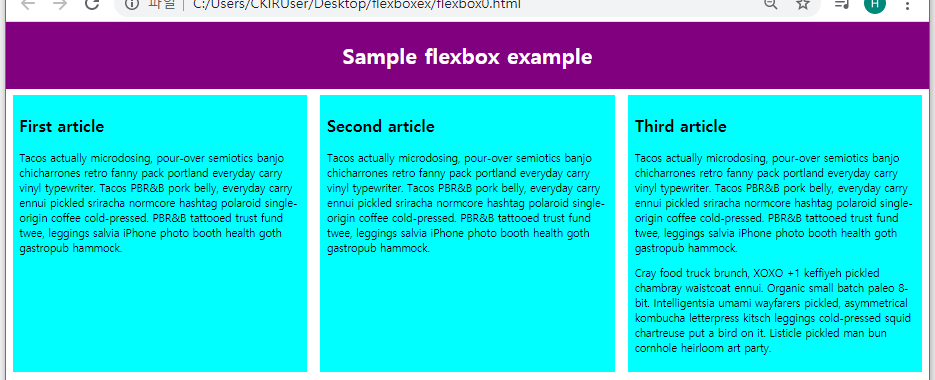 파일 | C:/Users/CKIRUser/Desktop/flexboxex/flexbox0.html
H
Sample flexbox example
First article
Tacos actually microdosing, pour-over semiotics banjo
chicharrones retro fanny pack portland everyday carry
vinyl typewriter. Tacos PBR&B pork belly, everyday carry
ennui pickled sriracha normcore hashtag polaroid single-
origin coffee cold-pressed. PBR&B tattooed trust fund
twee, leggings salvia iPhone photo booth health goth
gastropub hammock.
Second article
Tacos actually microdosing, pour-over semiotics banjo
chicharrones retro fanny pack portland everyday carry
vinyl typewriter. Tacos PBR&B pork belly, everyday carry
ennui pickled sriracha normcore hashtag polaroid single-
origin coffee cold-pressed. PBR&B tattooed trust fund
twee, leggings salvia iPhone photo booth health goth
gastropub hammock.
Third article
Tacos actually microdosing, pour-over semiotics banjo
chicharrones retro fanny pack portland everyday carry
vinyl typewriter. Tacos PBR&B pork belly, everyday carry
ennui pickled sriracha normcore hashtag polaroid single-
origin coffee cold-pressed. PBR&B tattooed trust fund
twee, leggings salvia iPhone photo booth health goth
gastropub hammock.
Cray food truck brunch, XOXO +1 keffiyeh pickled
chambray waistcoat ennui. Organic small batch paleo 8-
bit. Intelligentsia umami wayfarers pickled, asymmetrical
kombucha letterpress kitsch leggings cold-pressed squid
chartreuse put a bird on it. Listicle pickled man bun
cornhole heirloom art party.